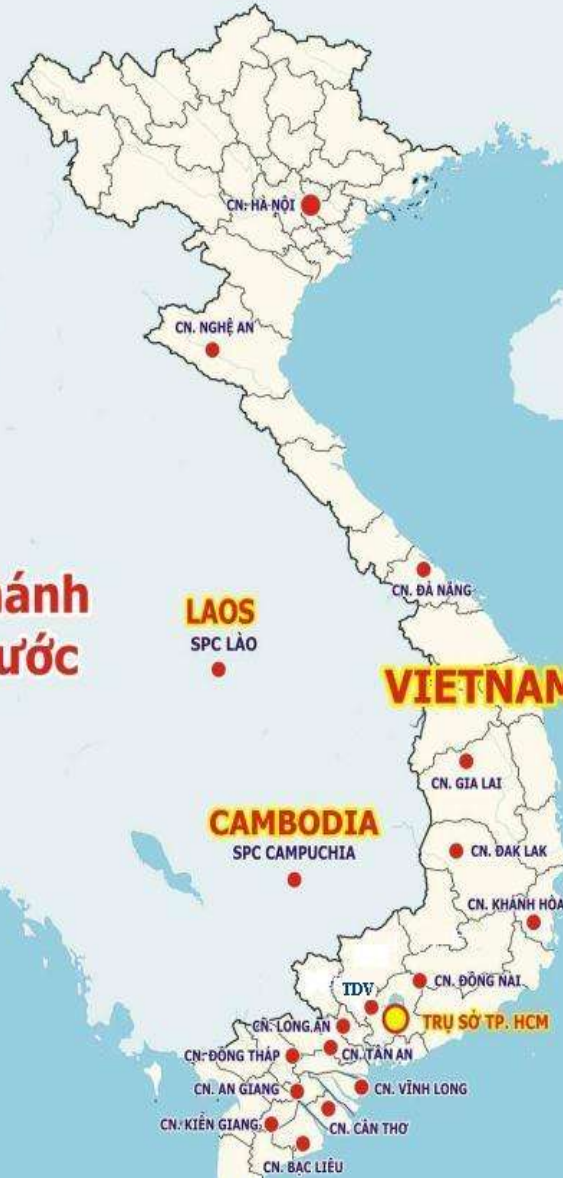 CN. HÀ NỘI
CN. NGHỆ AN
CN. ĐÀ NẴNG
ánh
ước
LAOS
SPC LÀO
VIETNAM
CN. GIA LAI
CAMBODIA
SPC CAMPUCHIA
CN. ĐAK LAK
CN. KHÁNH HÒA
CN. ĐỒNG NAI
TDV
TRỤ SỞ TP. HCM
CN. LONG AN
CN. TÂN AN
CN. ĐỒNG THÁP
CN. AN GIANG
CN. VĨNH LONG
CN. KIÊN GIANG
CN. CẦN THƠ
CN. BẠC LIÊU